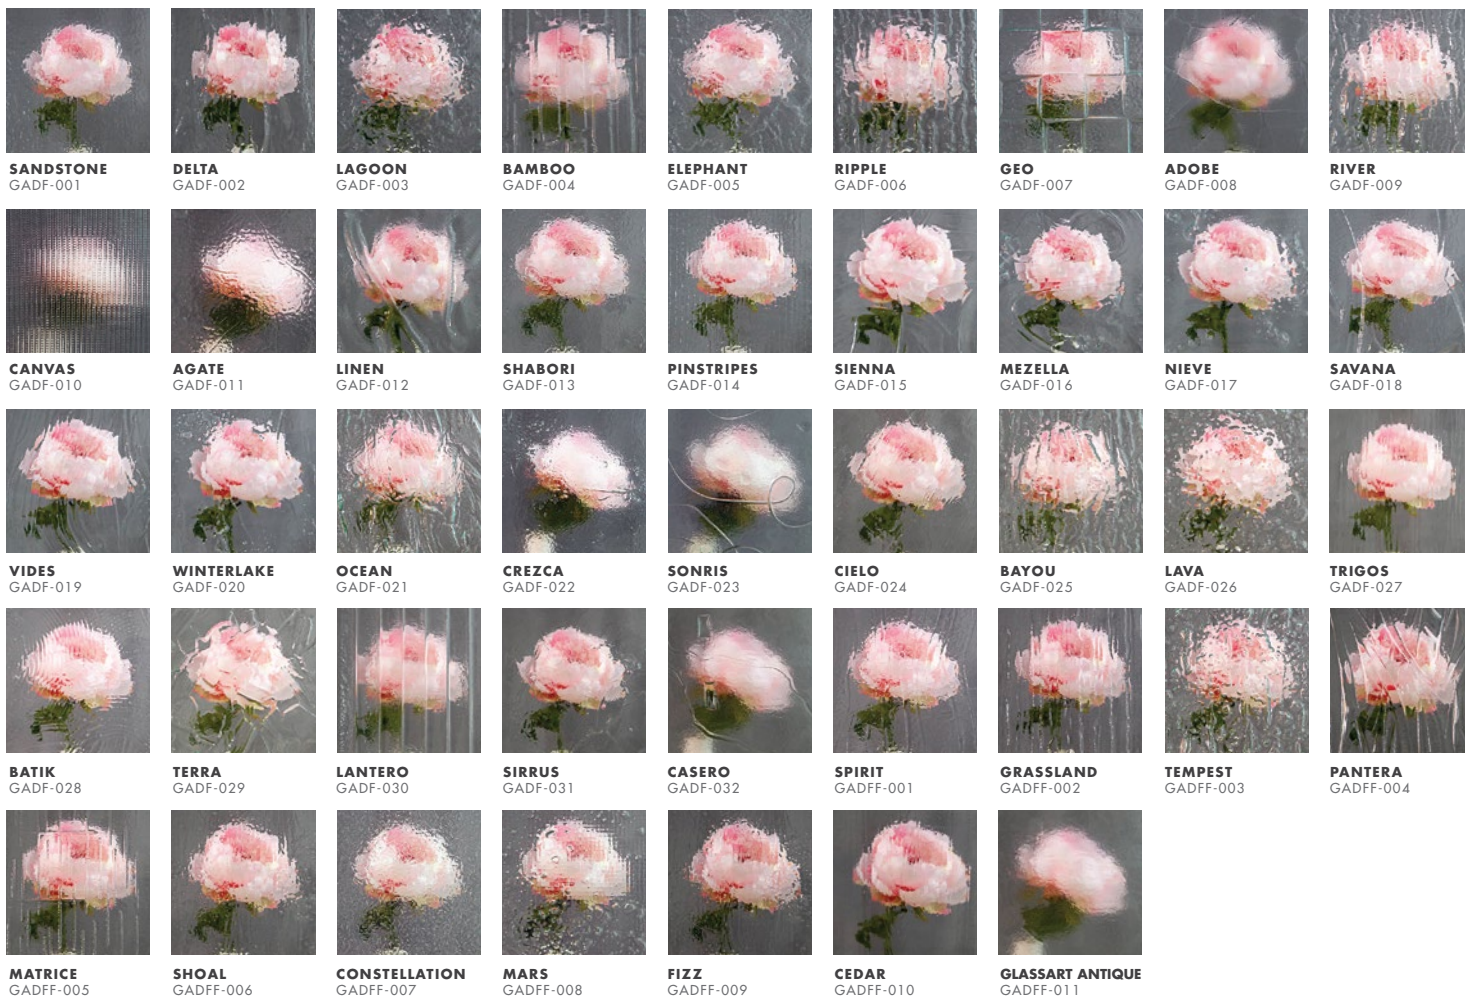 SANDSTONE
GADF-001
DELTA
GADF-002
LAGOON
GADF-003
BAMBOO
GADF-004
ELEPHANT
GADF-005
RIPPLE
GADF-006
GEO
GADF-007
ADOBE
GADF-008
RIVER
GADF-009
CANVAS
GADF-010
AGATE
GADF-011
LINEN
GADF-012
SHABORI
GADF-013
PINSTRIPES
GADF-014
SIENNA
GADF-015
MEZELLA
GADF-016
NIEVE
GADF-017
SAVANA
GADF-018
VIDES
GADF-019
WINTERLAKE
GADF-020
OCEAN
GADF-021
CREZCA
GADF-022
SONRIS
GADF-023
CIELO
GADF-024
BAYOU
GADF-025
LAVA
GADF-026
TRIGOS
GADF-027
BATIK
GADF-028
TERRA
GADF-029
LANTERO
GADF-030
SIRRUS
GADF-031
CASERO
GADF-032
SPIRIT
GADFF-001
GRASSLAND
GADFF-002
TEMPEST
GADFF-003
PANTERA
GADFF-004
MATRICE
GADFF-005
SHOAL
GADFF-006
CONSTELLATION
GADFF-007
MARS
GADFF-008
FIZZ
GADFF-009
CEDAR
GADFF-010
GLASSART ANTIQUE
GADFF-011